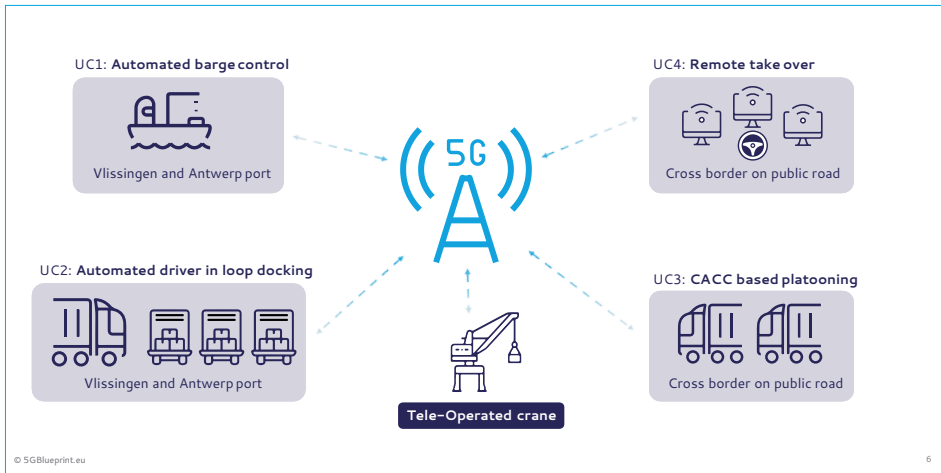 UC1: Automated barge control
Vlissingen and Antwerp port
UC4: Remote take over
Cross border on public road
5G
UC2: Automated driver in loop docking
Vlissingen and Antwerp port
UC3: CACC based platooning
Cross border on public road
Tele-Operated crane
© 5GBlueprint.eu
6